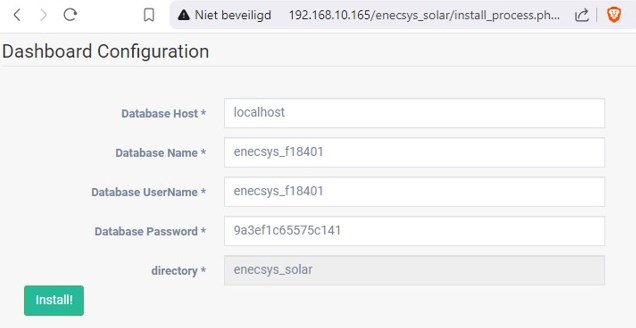 Niet beveiligd 192.168.10.165/enecsys_solar/install_process.ph...
Dashboard Configuration
Database Host * localhost
Database Name * enecsys_f18401
Database UserName * enecsys_f18401
Database Password * 9a3ef1c65575c141
directory * enecsys_solar
Install!